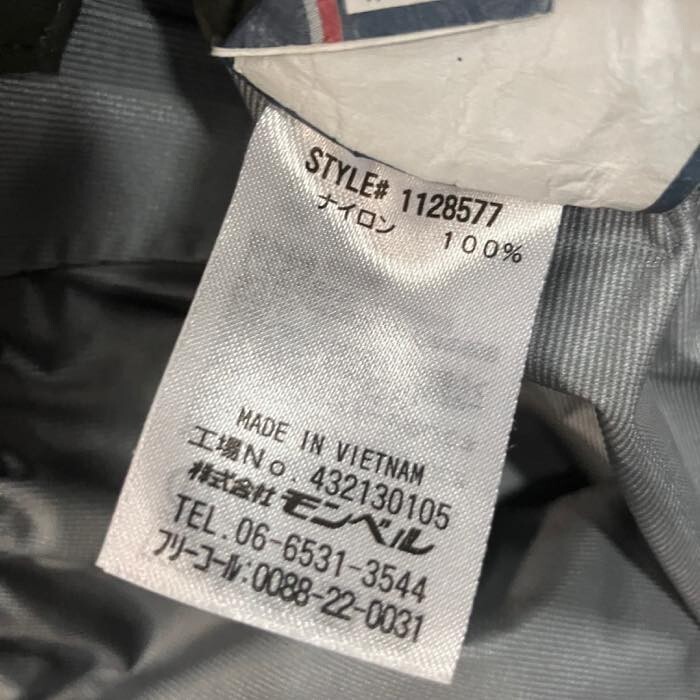 STYLE# 1128577
ナイロン 100%
MADE IN VIETNAM
工場No. 432130105
株式会社 モンベル
TEL. 06-6531-3544
フリーコール:0088-22-0031